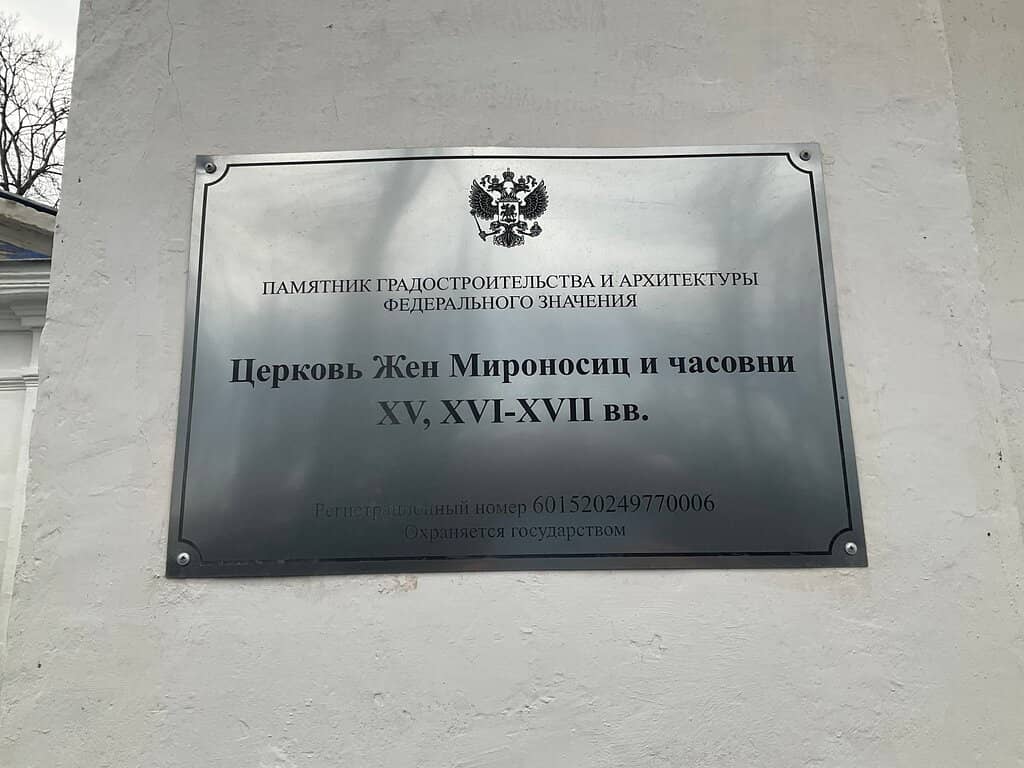 ПАМЯТНИК ГРАДОСТРОИТЕЛЬСТВА И АРХИТЕКТУРЫ
ФЕДЕРАЛЬНОГО ЗНАЧЕНИЯ
Церковь Жен Мироносиц и часовни
XV, XVI-XVII вв.
Регистрационный номер 601520249770006
Охраняется государством